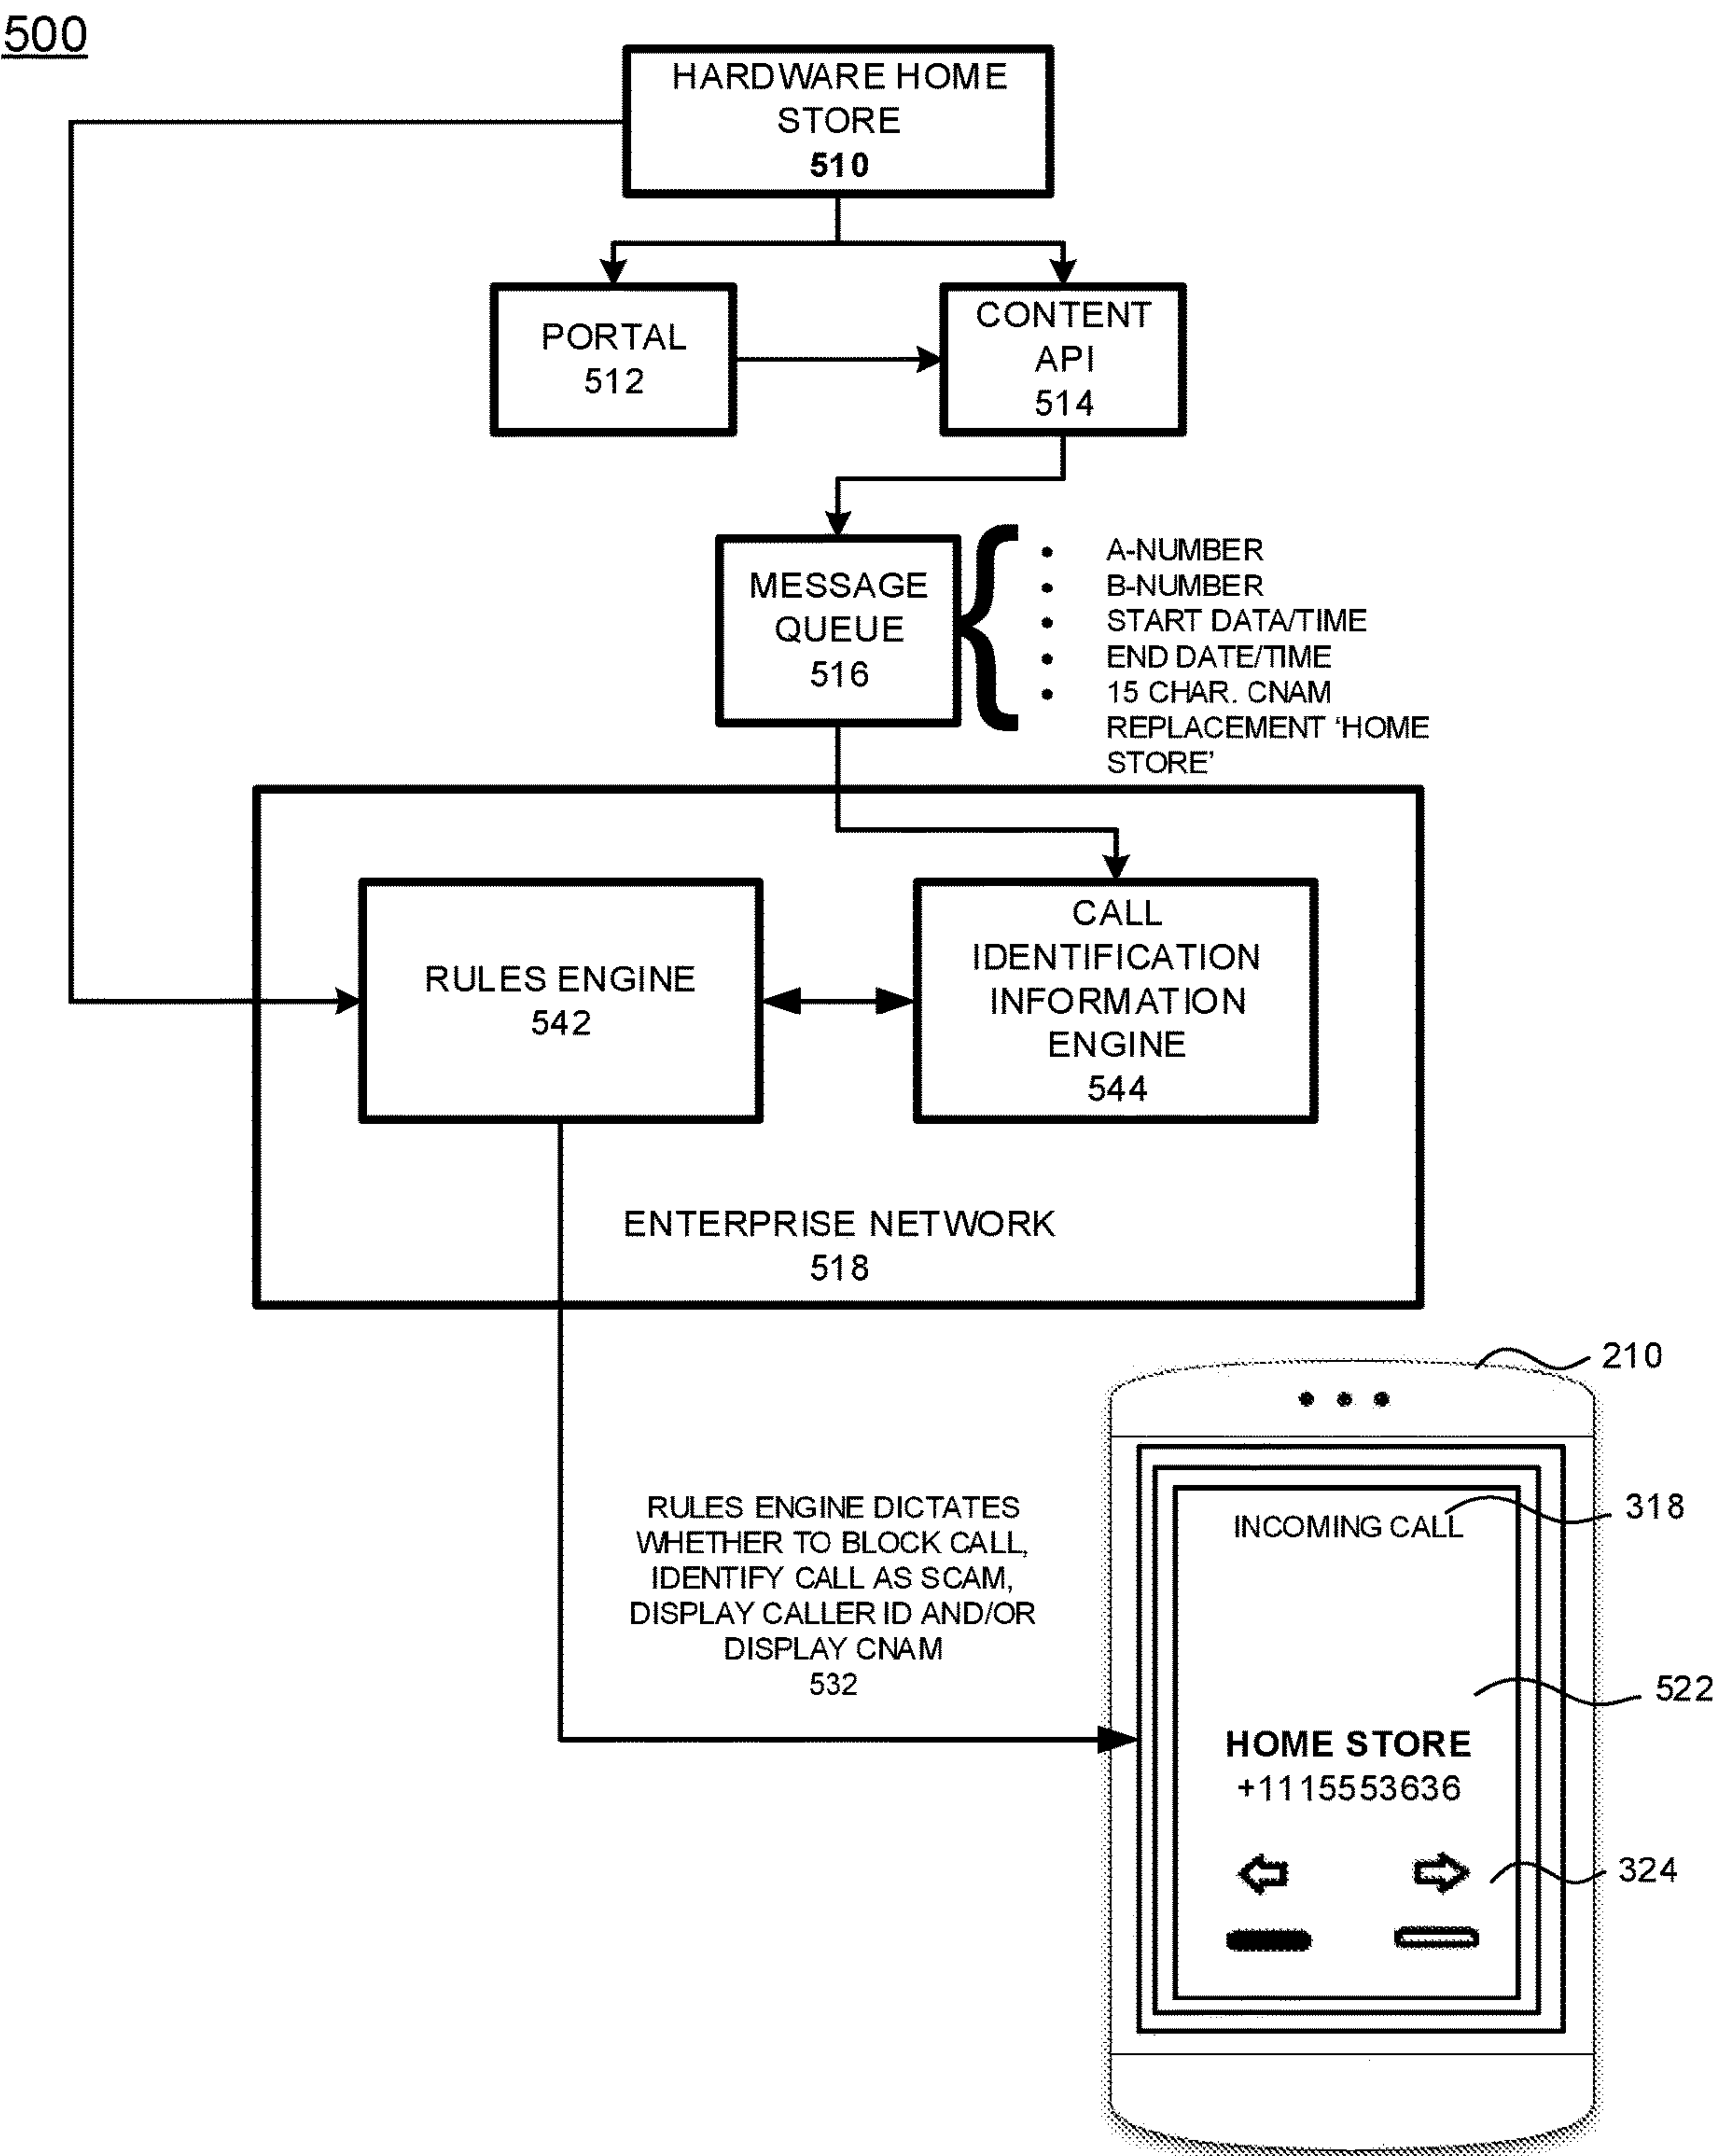 500
HARDWARE HOME
STORE
510
PORTAL
512
CONTENT
API
514
MESSAGE
QUEUE
516
• A-NUMBER
• B-NUMBER
• START DATA/TIME
• END DATE/TIME
• 15 CHAR. CNAM
REPLACEMENT ‘HOME
STORE’
RULES ENGINE
542
CALL
IDENTIFICATION
INFORMATION
ENGINE
544
ENTERPRISE NETWORK
518
RULES ENGINE DICTATES
WHETHER TO BLOCK CALL,
IDENTIFY CALL AS SCAM,
DISPLAY CALLER ID AND/OR
DISPLAY CNAM
532
210
INCOMING CALL
318
522
HOME STORE
+1115553636
324